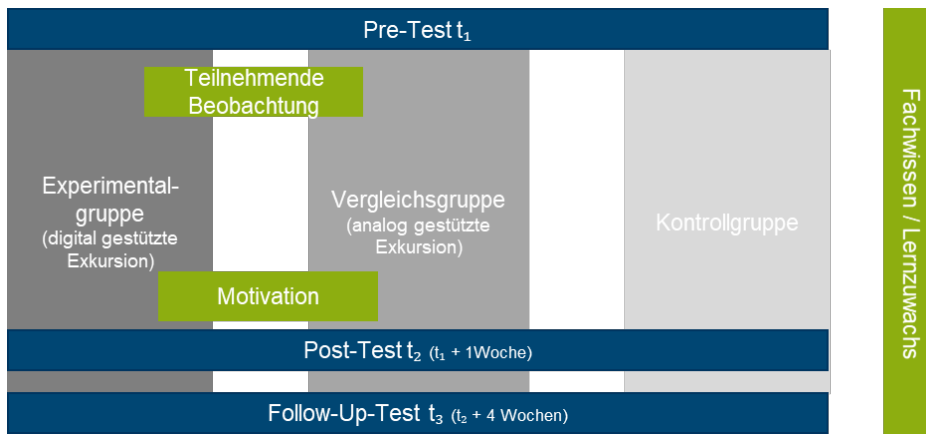 Pre-Test t₁
Teilnehmende
Beobachtung
Experimental-
gruppe
(digital gestützte
Exkursion)
Vergleichsgruppe
(analog gestützte
Exkursion)
Kontrollgruppe
Motivation
Post-Test t₂ (t₁ + 1Woche)
Follow-Up-Test t₃ (t₂ + 4 Wochen)
Fachwissen / Lernzuwachs